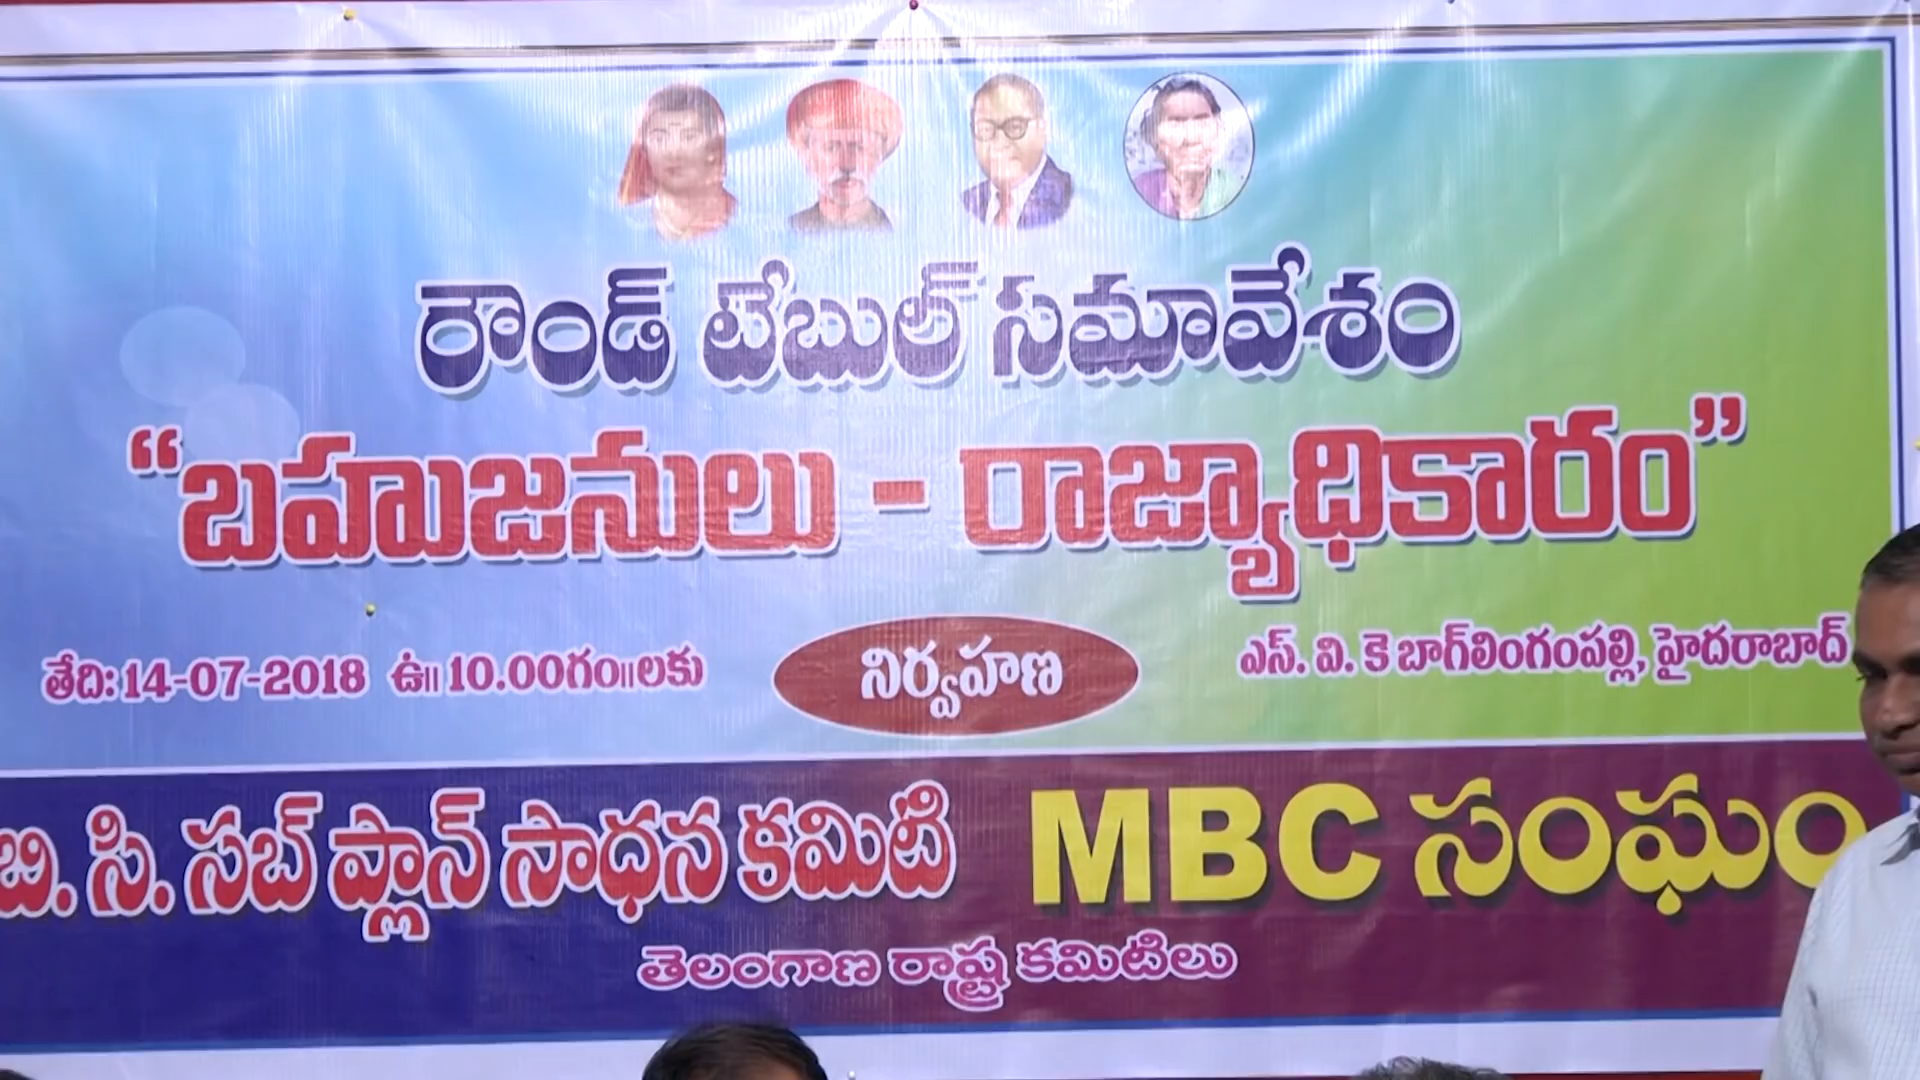 రౌండ్ టేబుల్ సమావేశం
“బహుజనులు - రాజ్యాధికారం”
తేది: 14-07-2018 ఉ॥ 10.00గం॥లకు
నిర్వహణ
ఎస్. వి. కె బాగ్‌లింగంపల్లి, హైదరాబాద్
బి. సి. సబ్ ప్లాన్ సాధన కమిటి MBC సంఘం
తెలంగాణ రాష్ట్ర కమిటీలు